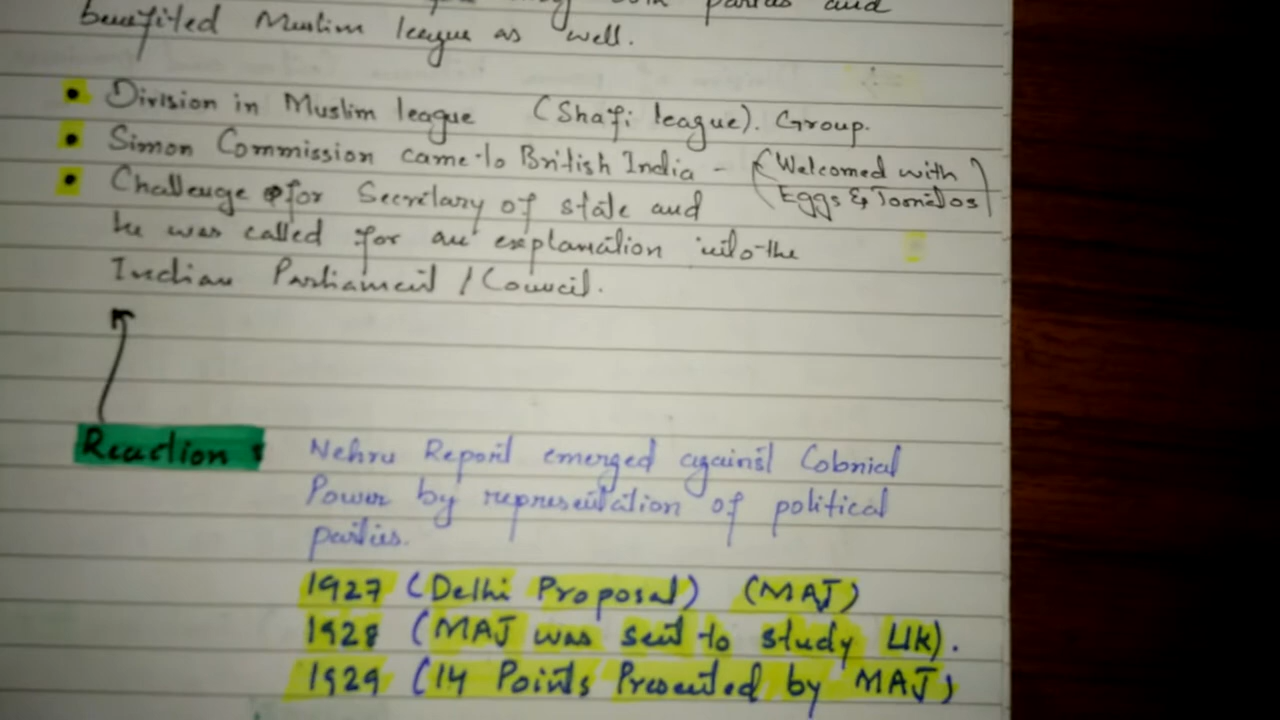 both parties and
benefited Muslim league as well.
• Division in Muslim league (Shafi league). Group.
• Simon Commission came to British India - (Welcomed with
Eggs & Tomatos)
• Challenge for Secretary of state and
he was called for an explanation into the
Indian Parliament / Council.
Reaction :
Nehru Report emerged against Colonial
Power by representation of political
parties.
1927 (Delhi Proposal) (MAJ)
1928 (MAJ was sent to study UK).
1929 (14 Points Presented by MAJ)